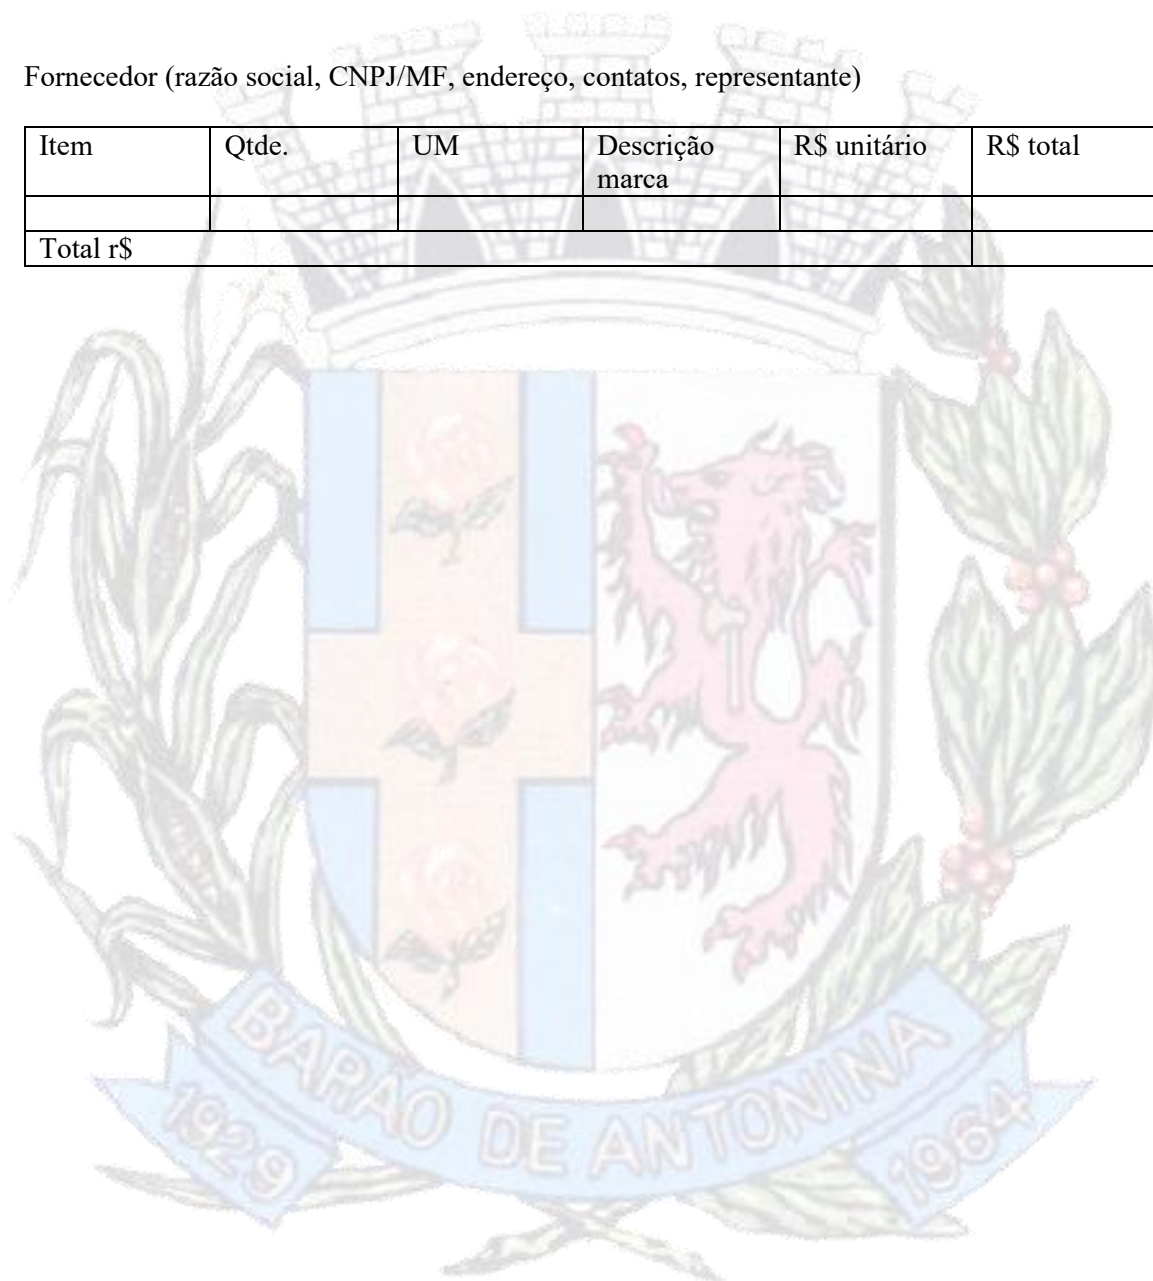 Fornecedor (razão social, CNPJ/MF, endereço, contatos, representante)
Item Qtde. UM Descrição marca R$ unitário R$ total
Total r$
BARÃO DE ANTONINA
1929 1964